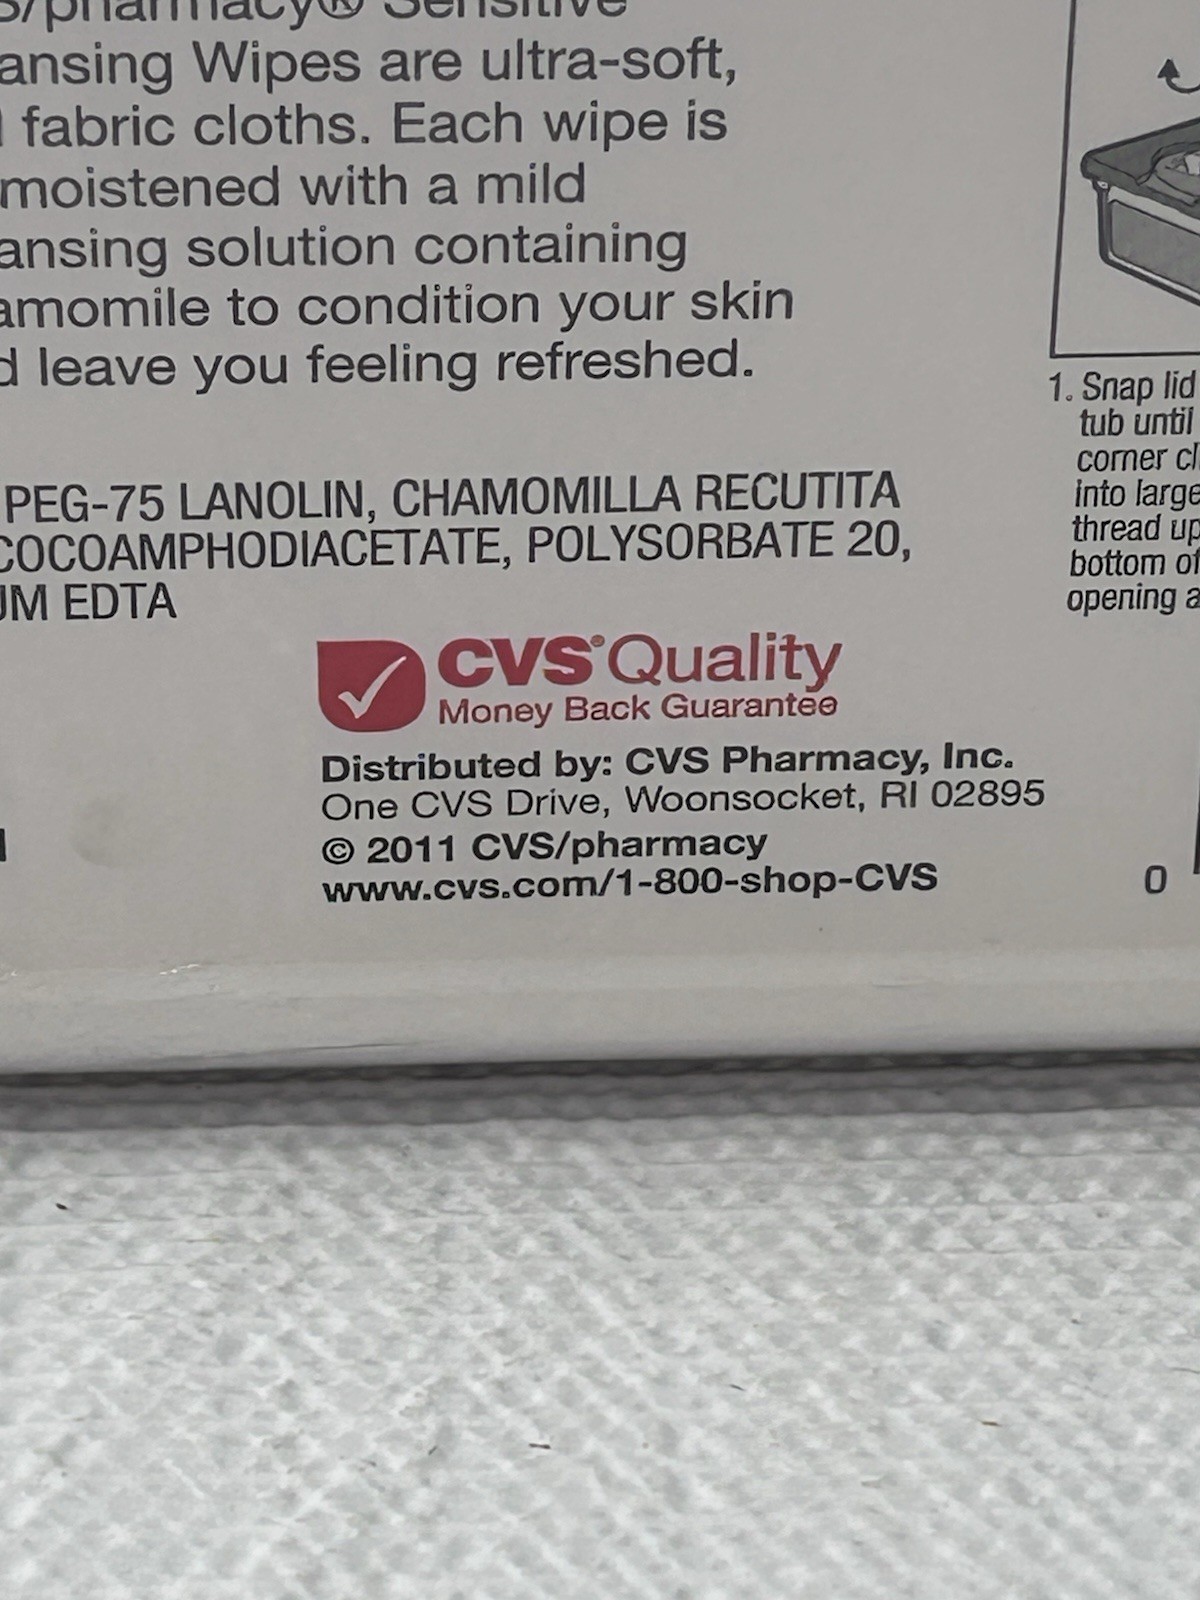 Sensitive
ansing Wipes are ultra-soft,
fabric cloths. Each wipe is
moistened with a mild
ansing solution containing
amomile to condition your skin
d leave you feeling refreshed.
PEG-75 LANOLIN, CHAMOMILLA RECUTITA
COCOAMPHODIACETATE, POLYSORBATE 20,
UM EDTA
CVS® Quality
Money Back Guarantee
Distributed by: CVS Pharmacy, Inc.
One CVS Drive, Woonsocket, RI 02895
© 2011 CVS/pharmacy
www.cvs.com/1-800-shop-CVS
1. Snap lid
tub until
corner cl
into large
thread up
bottom of
opening a
0